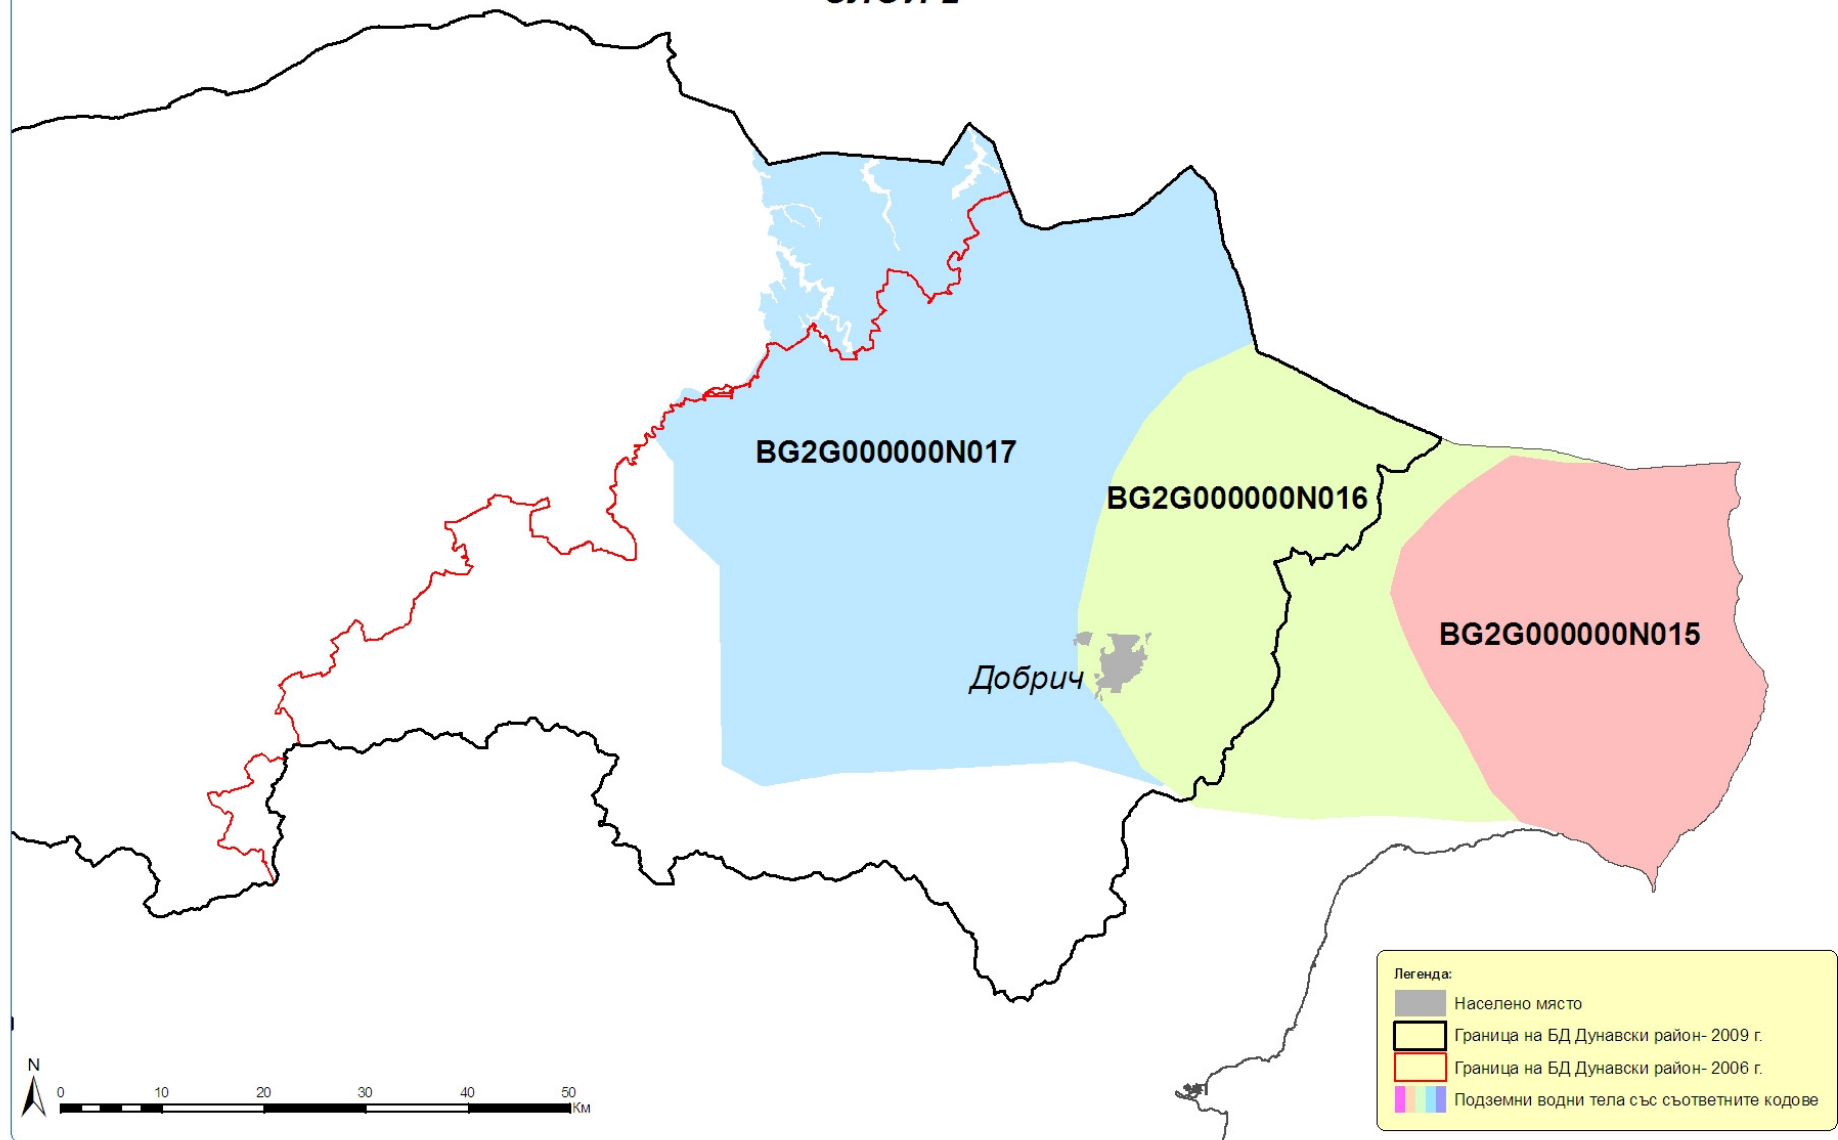 BG2G000000N017
BG2G000000N016
BG2G000000N015
Добрич
Легенда:
Населено място
Граница на БД Дунавски район- 2009 г.
Граница на БД Дунавски район- 2006 г.
Подземни водни тела със съответните кодове
N
0 10 20 30 40 50
Км